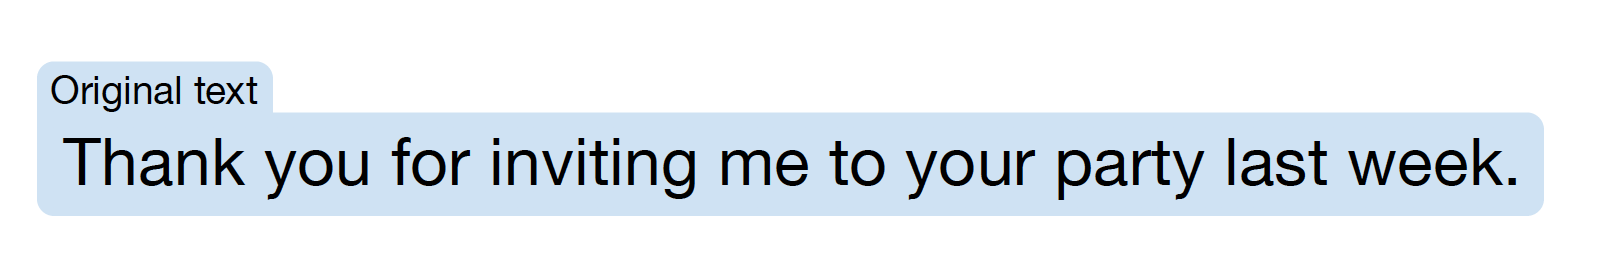 Original text
Thank you for inviting me to your party last week.